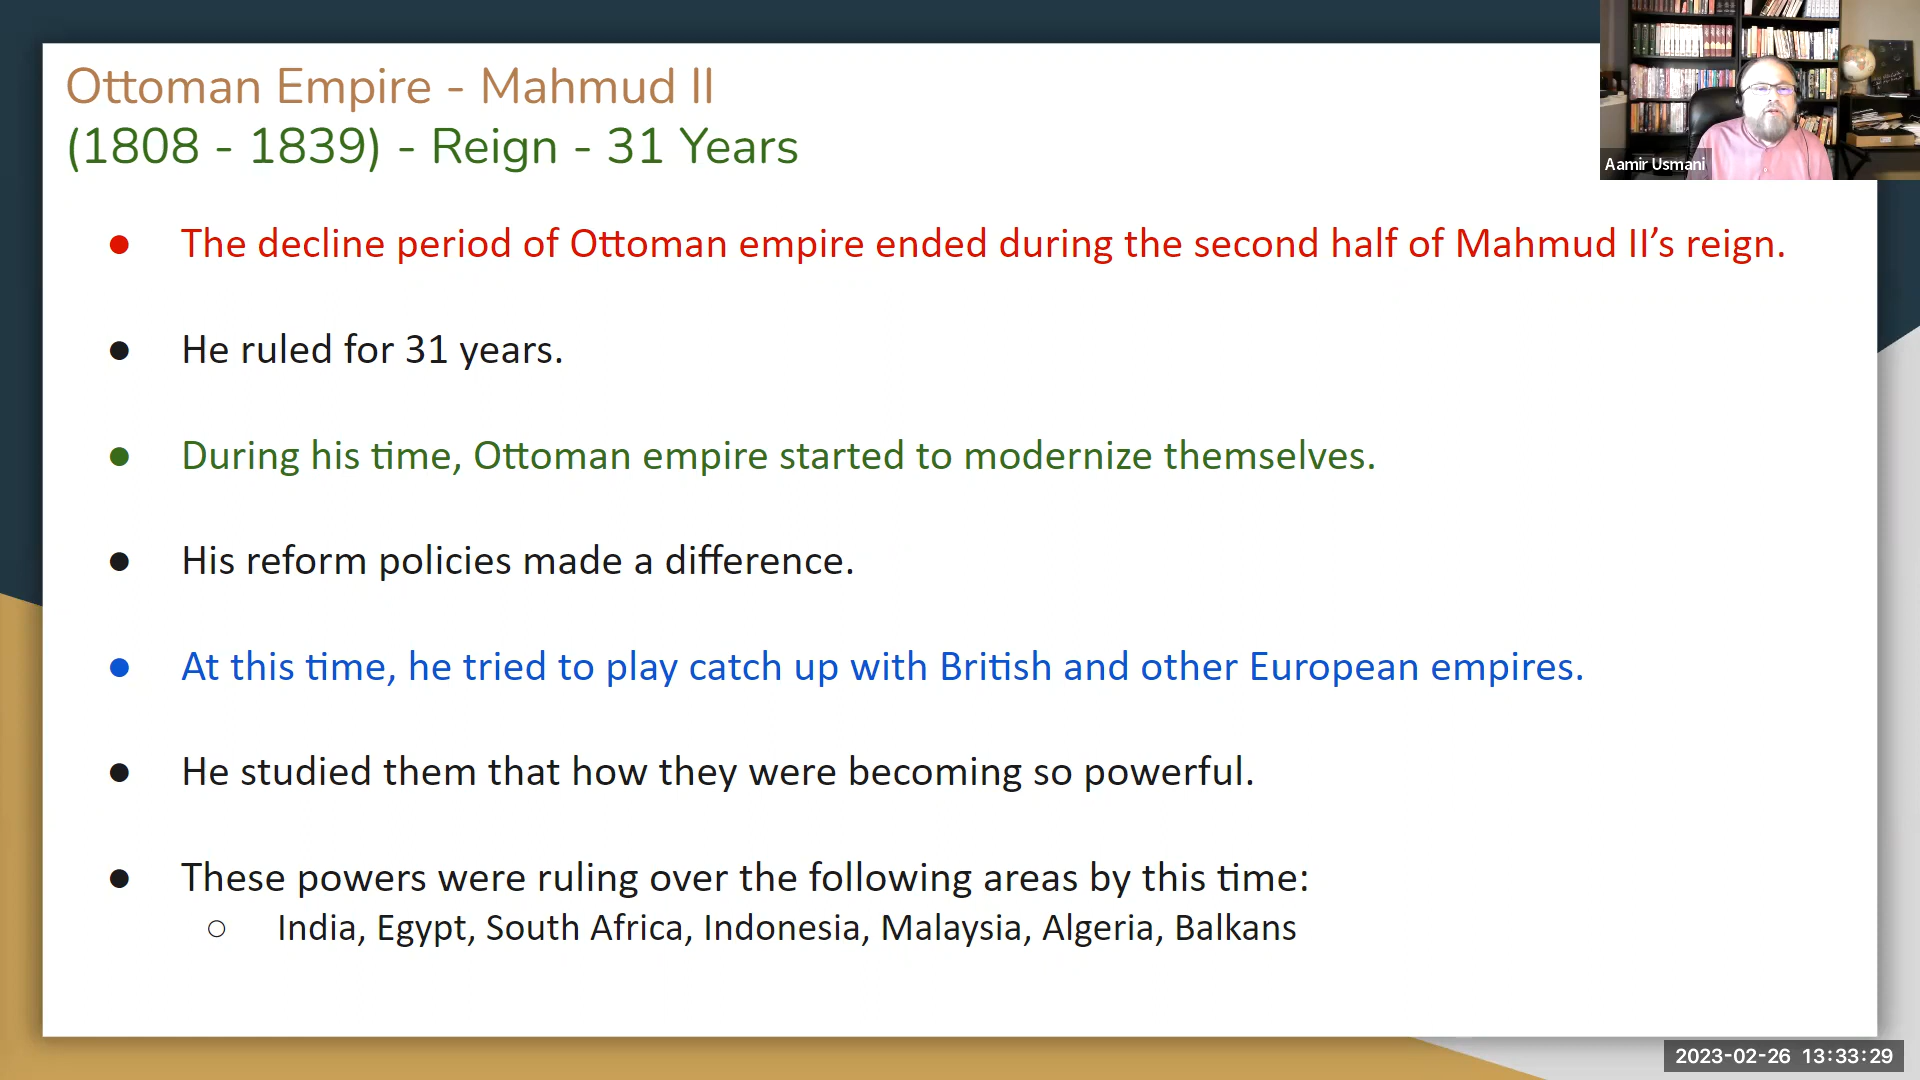 Ottoman Empire - Mahmud II
(1808 - 1839) - Reign - 31 Years
Aamir Usmani
● The decline period of Ottoman empire ended during the second half of Mahmud II’s reign.
● He ruled for 31 years.
● During his time, Ottoman empire started to modernize themselves.
● His reform policies made a difference.
● At this time, he tried to play catch up with British and other European empires.
● He studied them that how they were becoming so powerful.
● These powers were ruling over the following areas by this time:
○ India, Egypt, South Africa, Indonesia, Malaysia, Algeria, Balkans
2023-02-26 13:33:29